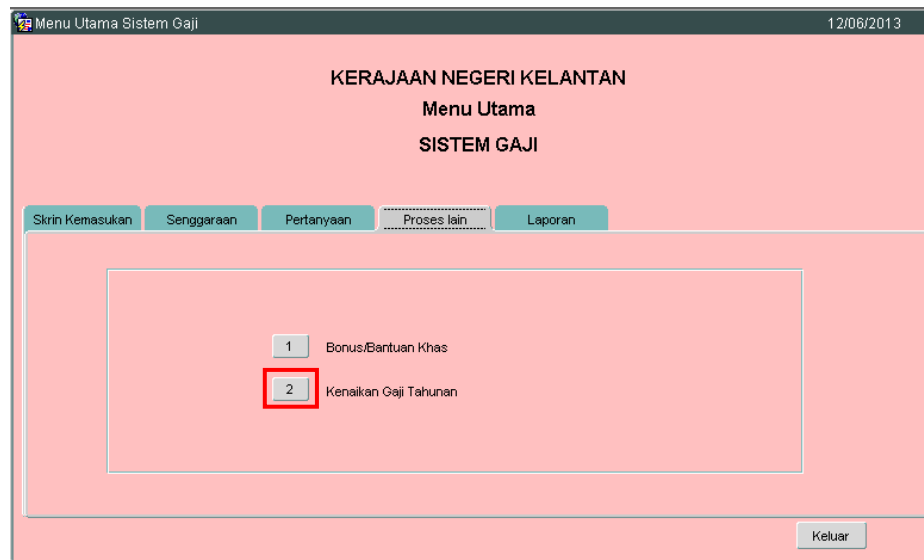 Menu Utama Sistem Gaji 12/06/2013
KERAJAAN NEGERI KELANTAN
Menu Utama
SISTEM GAJI
Skrin Kemasukan Senggaraan Pertanyaan Proses lain Laporan
1 Bonus/Bantuan Khas
2 Kenaikan Gaji Tahunan
Keluar